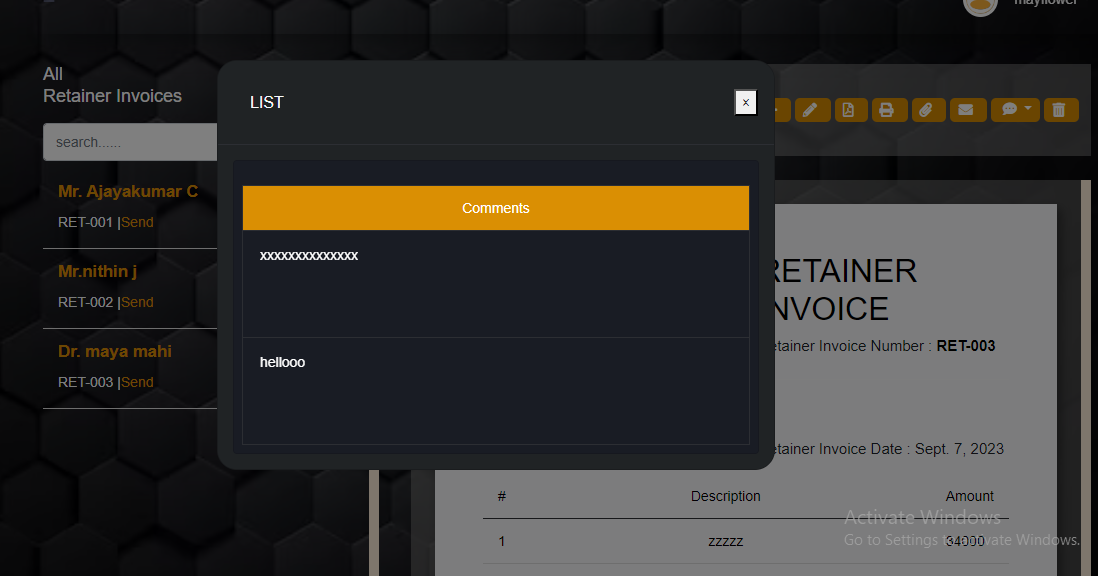 mayflower
All
Retainer Invoices
search......
Mr. Ajayakumar C
RET-001 |Send
Mr.nithin j
RET-002 |Send
Dr. maya mahi
RET-003 |Send
LIST
×
Comments
xxxxxxxxxxxxxx
hellooo
RETAINER
INVOICE
etainer Invoice Number : RET-003
etainer Invoice Date : Sept. 7, 2023
# Description Amount
1 zzzzz 34000
Activate Windows
Go to Settings to activate Windows.